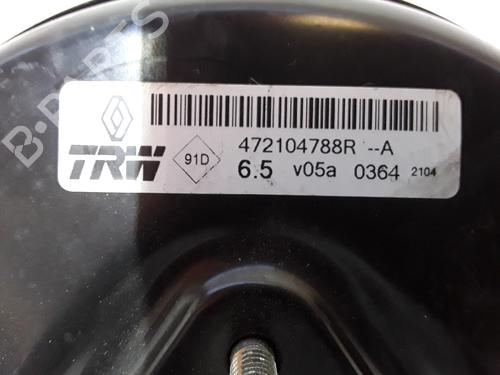 472104788R --A
TRW 91D 6.5 v05a 0364 2104
B-PARTS